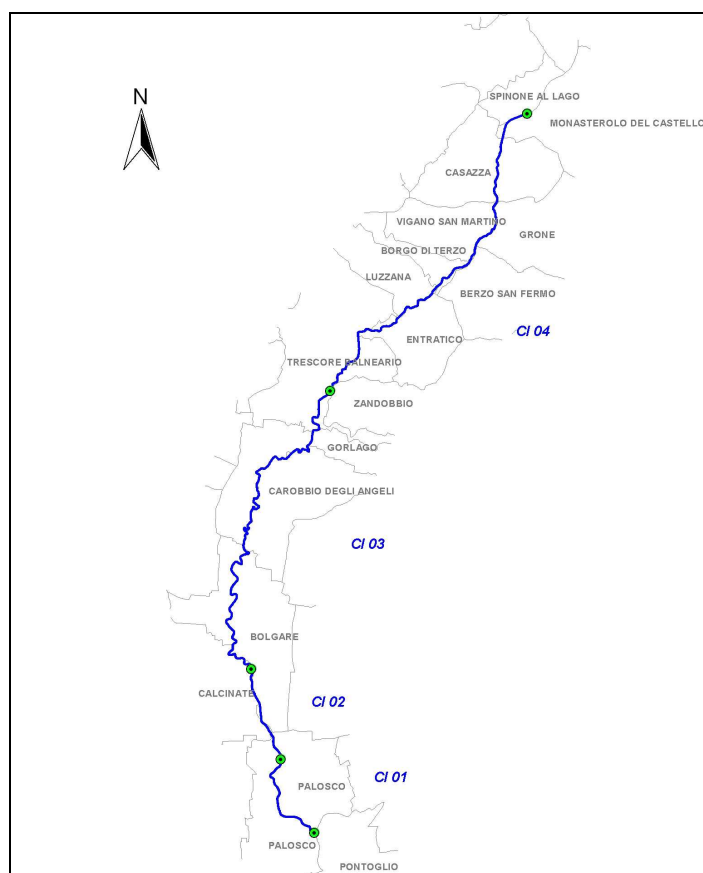 N
SPINONE AL LAGO
MONASTEROLO DEL CASTELLO
CASAZZA
VIGANO SAN MARTINO
GRONE
BORGO DI TERZO
LUZZANA
BERZO SAN FERMO
CI 04
ENTRATICO
TRESCORE BALNEARIO
ZANDOBBIO
GORLAGO
CAROBBIO DEGLI ANGELI
CI 03
BOLGARE
CALCINATE
CI 02
CI 01
PALOSCO
PALOSCO
PONTOGLIO